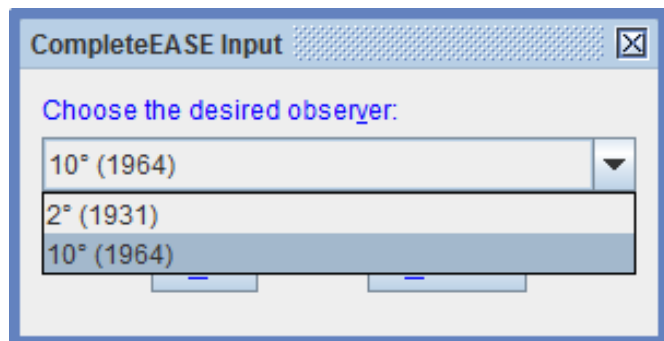 CompleteEASE Input
Choose the desired observer:
10° (1964)
2° (1931)
10° (1964)